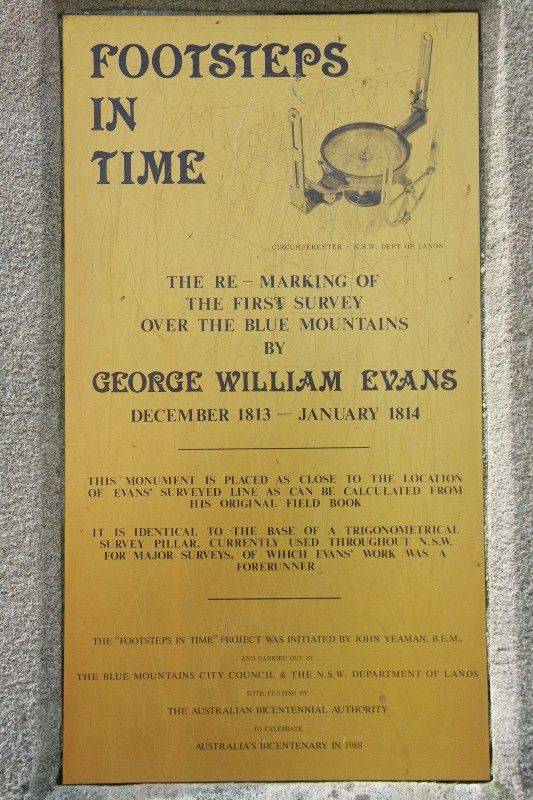 FOOTSTEPS
IN
TIME
CIRCUMFERENTER - N.S.W. DEPT OF LANDS
THE RE - MARKING OF
THE FIRST SURVEY
OVER THE BLUE MOUNTAINS
BY
GEORGE WILLIAM EVANS
DECEMBER 1813 — JANUARY 1814
THIS MONUMENT IS PLACED AS CLOSE TO THE LOCATION
OF EVANS' SURVEYED LINE AS CAN BE CALCULATED FROM
HIS ORIGINAL FIELD BOOK
IT IS IDENTICAL TO THE BASE OF A TRIGONOMETRICAL
SURVEY PILLAR, CURRENTLY USED THROUGHOUT N.S.W.
FOR MAJOR SURVEYS, OF WHICH EVANS' WORK WAS A
FORERUNNER
THE "FOOTSTEPS IN TIME" PROJECT WAS INITIATED BY JOHN YEAMAN, B.E.M.,
AND CARRIED OUT BY
THE BLUE MOUNTAINS CITY COUNCIL & THE N.S.W. DEPARTMENT OF LANDS
WITH FUNDING BY
THE AUSTRALIAN BICENTENNIAL AUTHORITY
TO CELEBRATE
AUSTRALIA'S BICENTENARY IN 1988